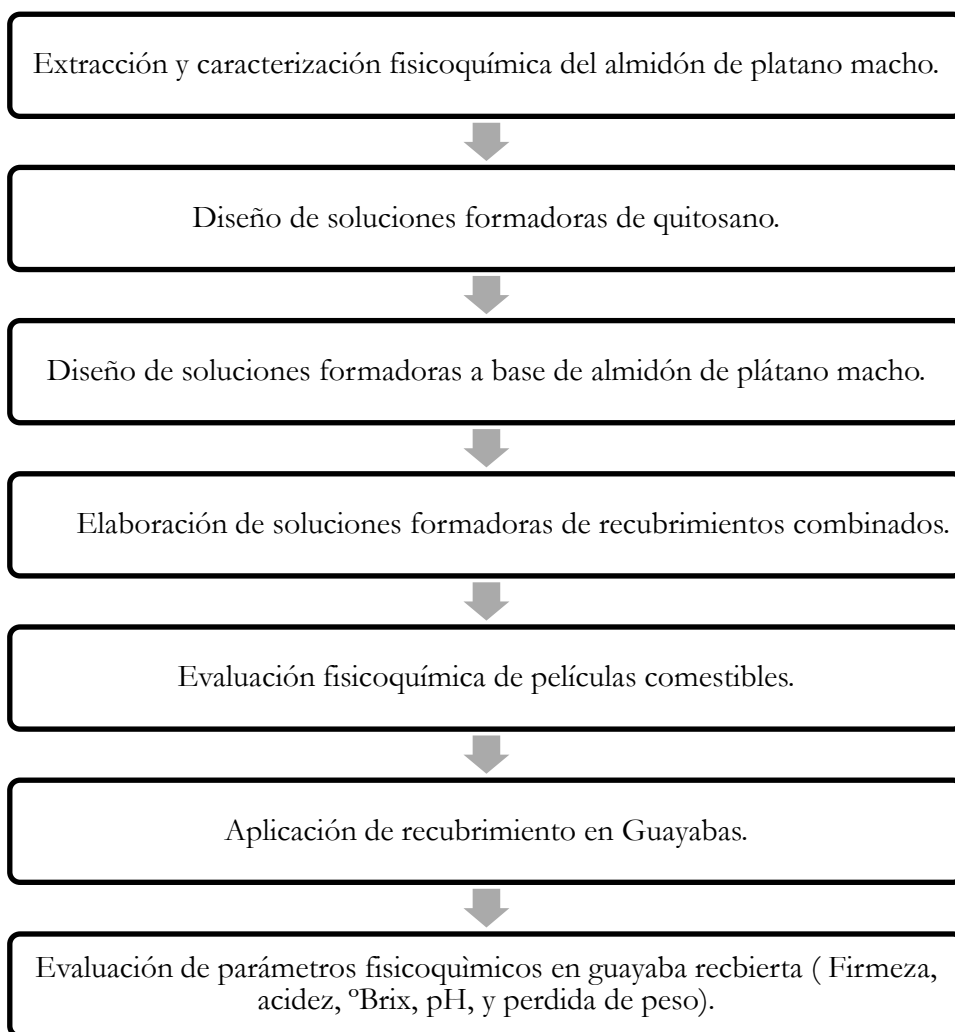 Extracción y caracterización fisicoquímica del almidón de platano macho.
Diseño de soluciones formadoras de quitosano.
Diseño de soluciones formadoras a base de almidón de plátano macho.
Elaboración de soluciones formadoras de recubrimientos combinados.
Evaluación fisicoquímica de películas comestibles.
Aplicación de recubrimiento en Guayabas.
Evaluación de parámetros fisicoquìmicos en guayaba recbierta ( Firmeza,
acidez, ºBrix, pH, y perdida de peso).